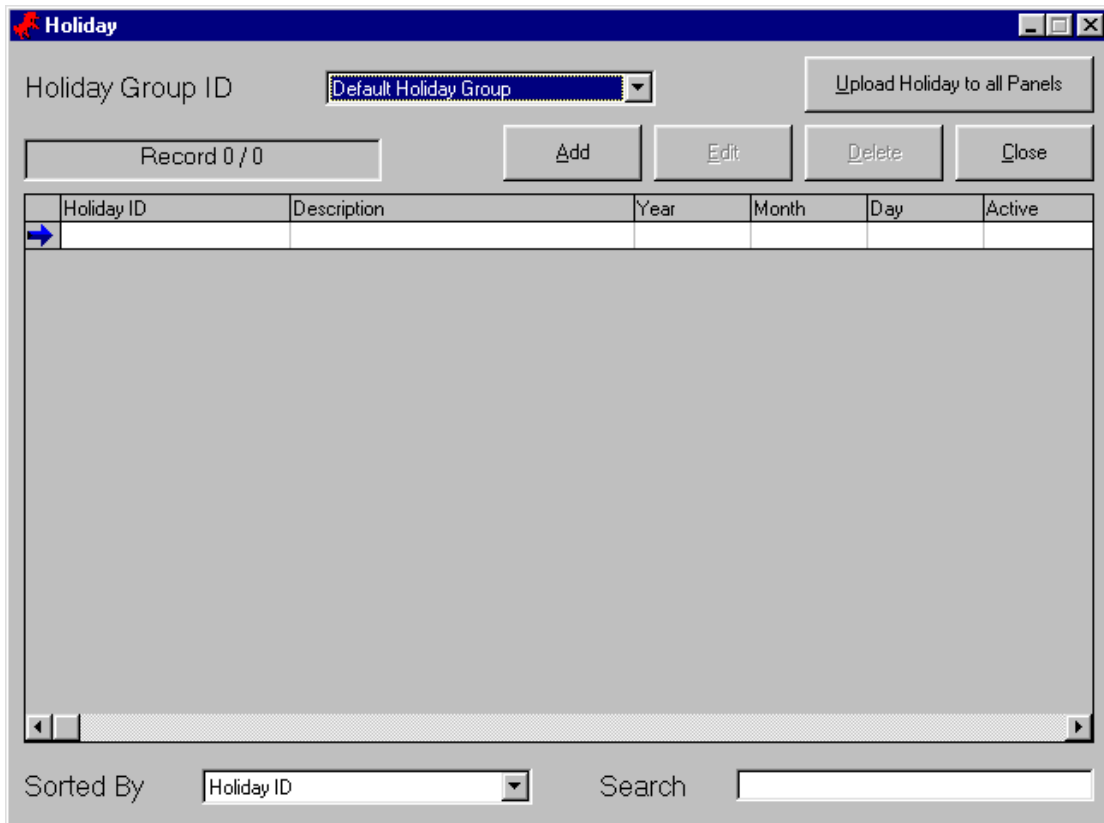 Holiday
Holiday Group ID Default Holiday Group Upload Holiday to all Panels
Record 0 / 0 Add Edit Delete Close
Holiday ID Description Year Month Day Active
Sorted By Holiday ID Search